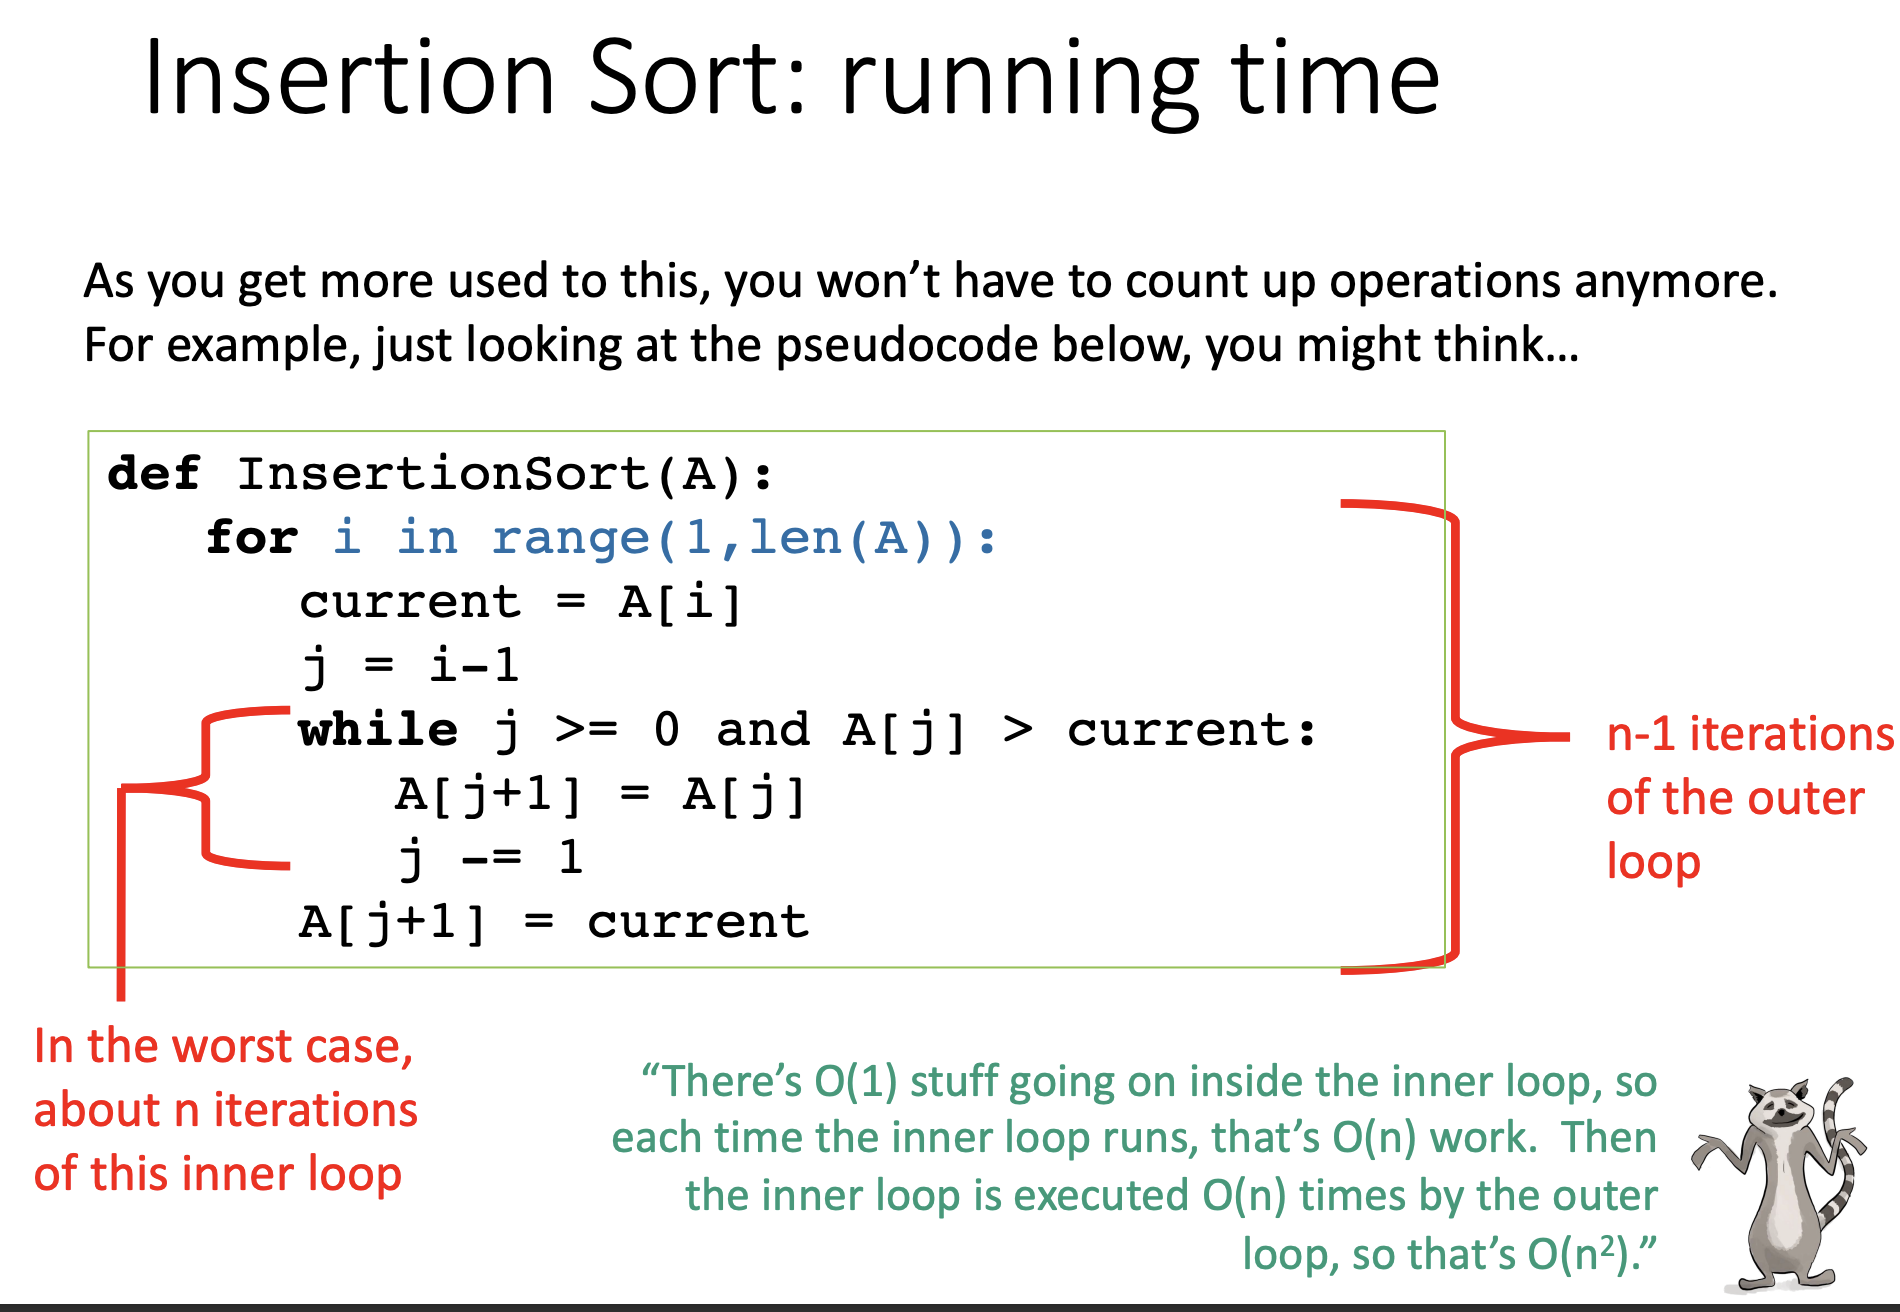 Insertion Sort: running time
As you get more used to this, you won’t have to count up operations anymore.
For example, just looking at the pseudocode below, you might think…
def InsertionSort(A):
for i in range(1,len(A)):
current = A[i]
j = i-1
while j >= 0 and A[j] > current:
A[j+1] = A[j]
j -= 1
A[j+1] = current
n-1 iterations
of the outer
loop
In the worst case,
about n iterations
of this inner loop
“There’s O(1) stuff going on inside the inner loop, so
each time the inner loop runs, that’s O(n) work.  Then
the inner loop is executed O(n) times by the outer
loop, so that’s O(n²).”